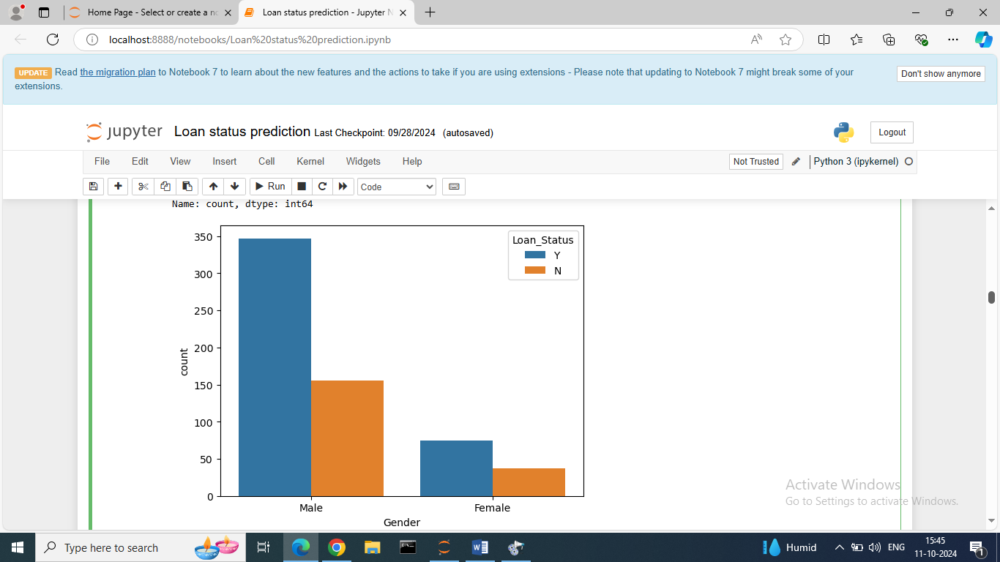 Home Page - Select or create a no
Loan status prediction - Jupyter N
localhost:8888/notebooks/Loan%20status%20prediction.ipynb
UPDATE Read the migration plan to Notebook 7 to learn about the new features and the actions to take if you are using extensions - Please note that updating to Notebook 7 might break some of your
extensions.
Don't show anymore
jupyter Loan status prediction Last Checkpoint: 09/28/2024 (autosaved)
Logout
File Edit View Insert Cell Kernel Widgets Help
Not Trusted Python 3 (ipykernel)
Run Code
Name: count, dtype: int64
Loan_Status
Y
N
350
300
250
200
150
100
50
0
count
Male Female
Gender
Activate Windows
Go to Settings to activate Windows.
Type here to search
Humid
ENG
15:45
11-10-2024
1